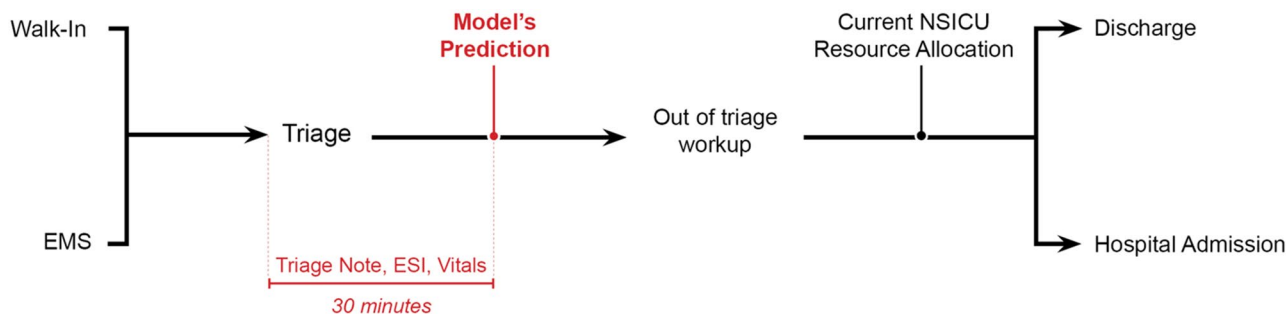 Walk-In
EMS
Triage
Model's
Prediction
Triage Note, ESI, Vitals
30 minutes
Out of triage
workup
Current NSICU
Resource Allocation
Discharge
Hospital Admission